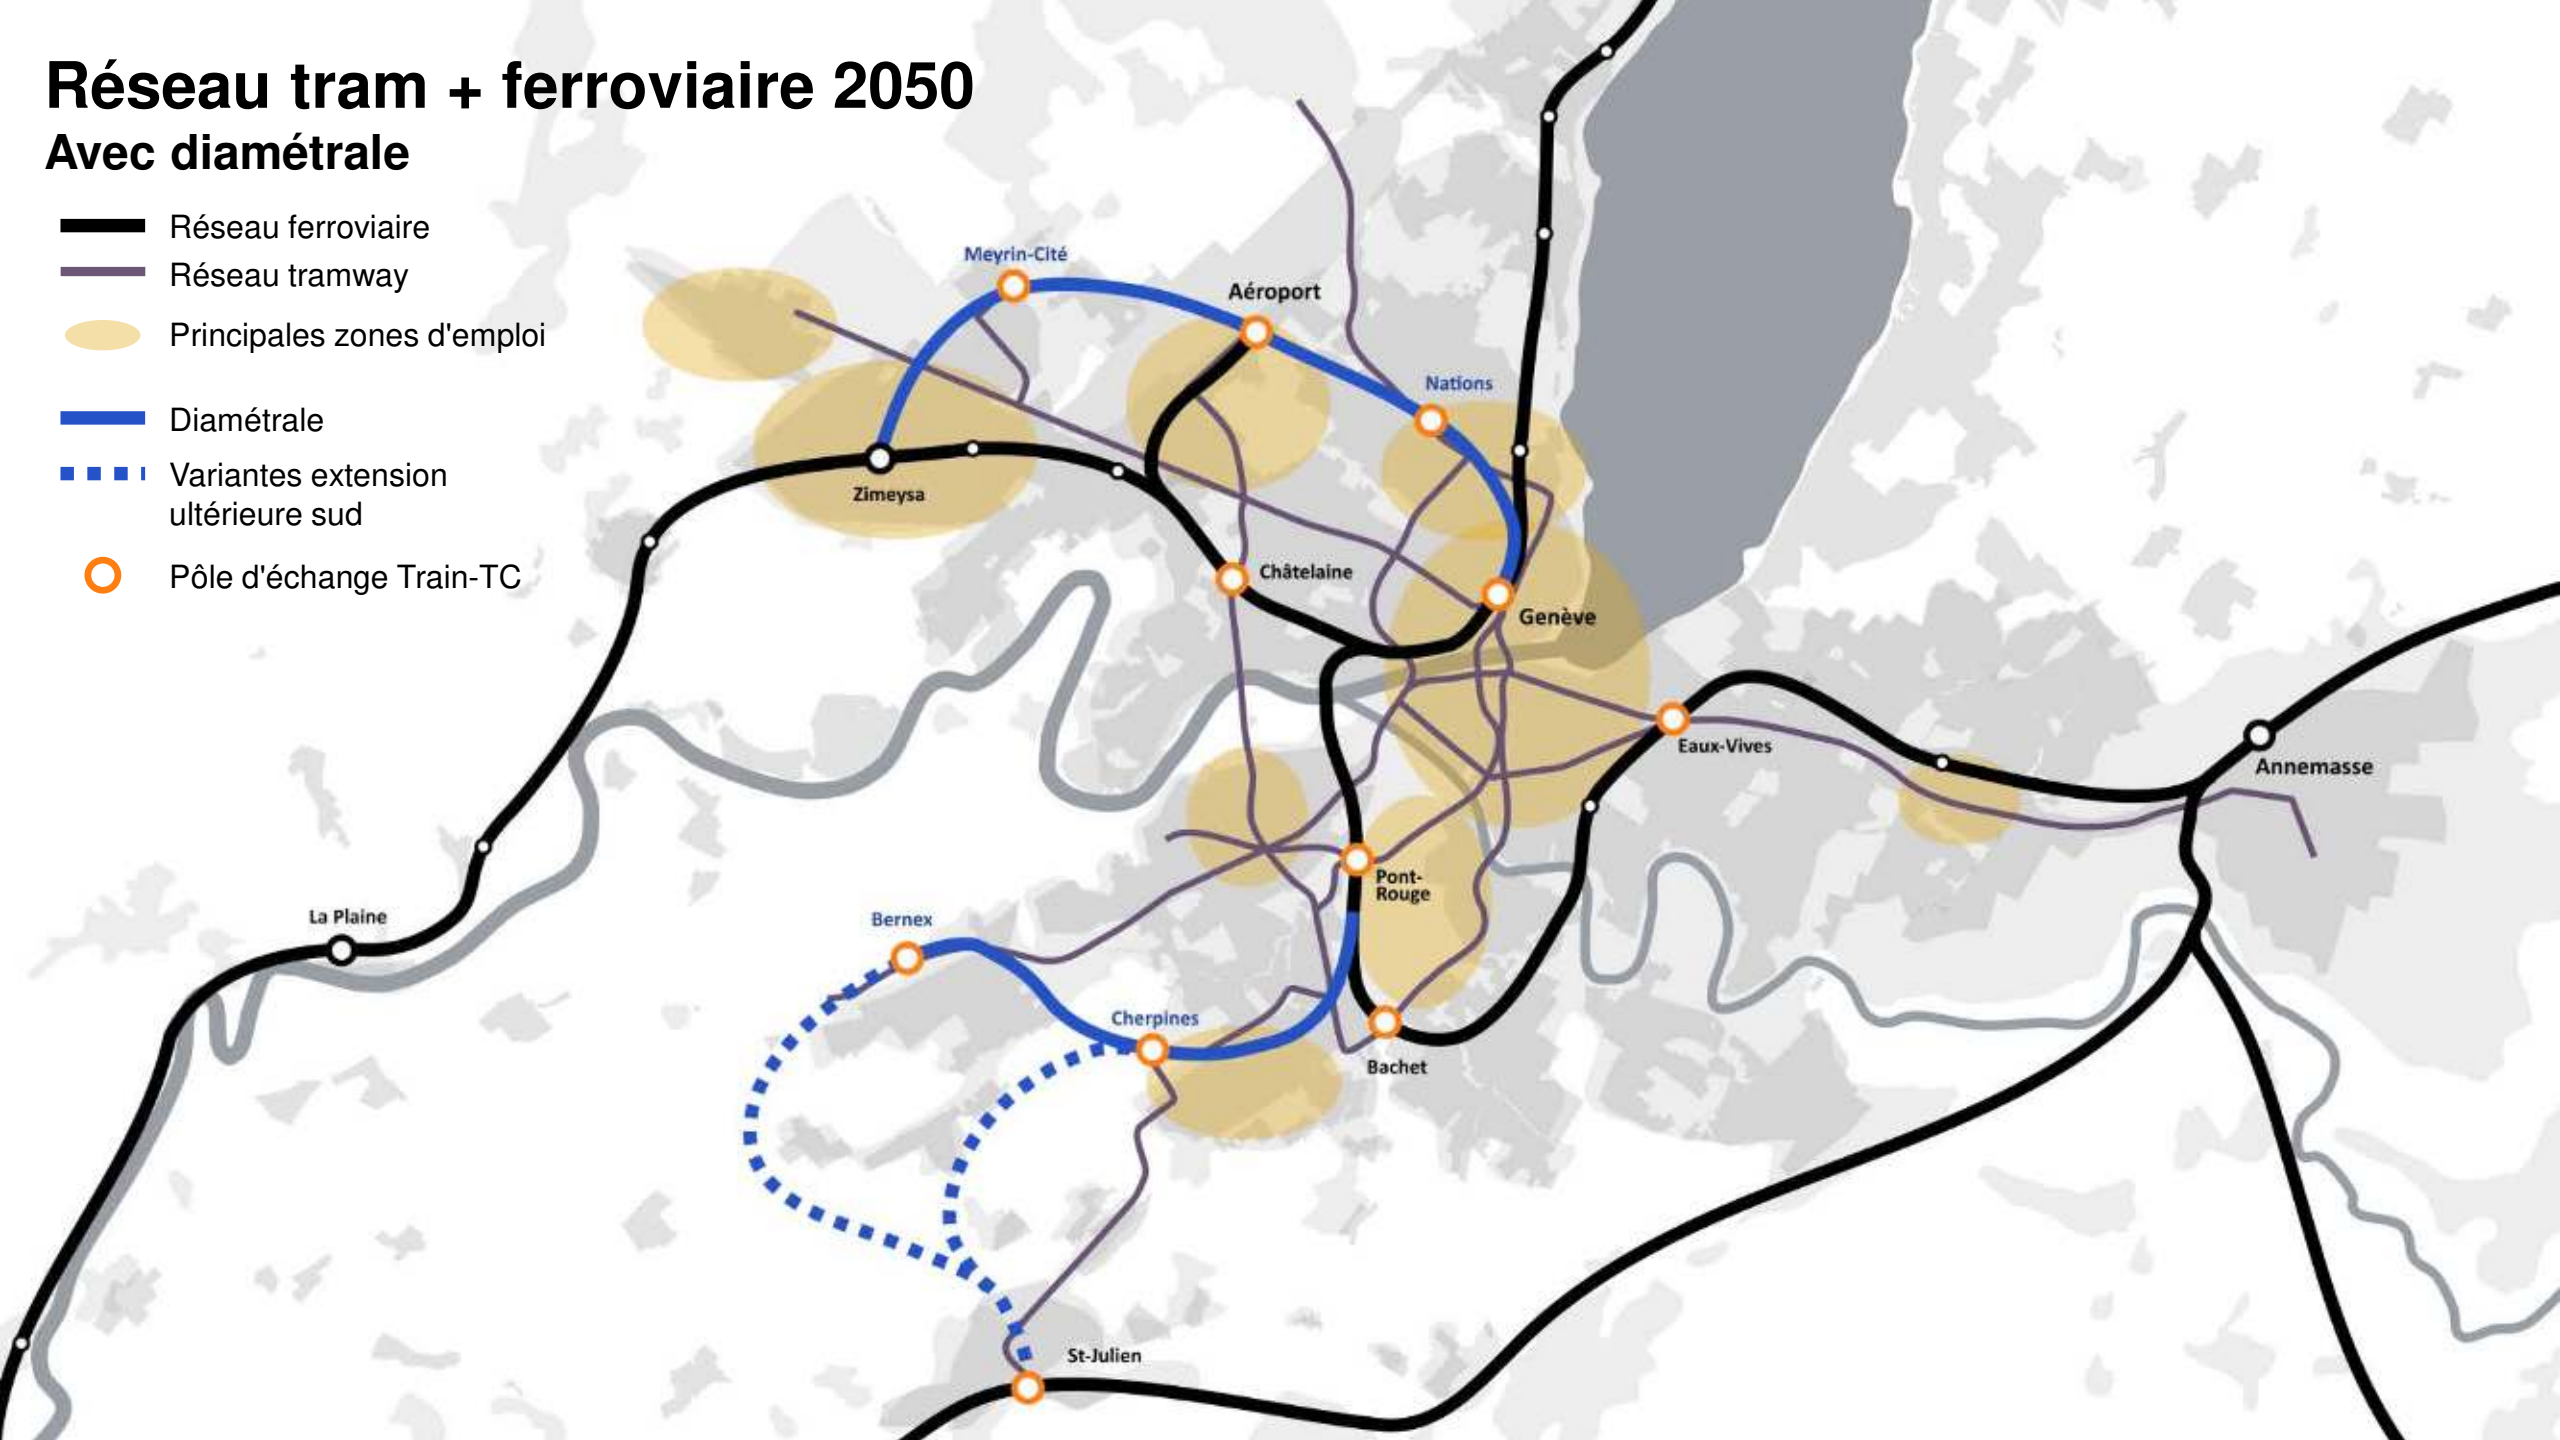 Réseau tram + ferroviaire 2050
Avec diamétrale
Réseau ferroviaire
Réseau tramway
Principales zones d'emploi
Diamétrale
Variantes extension
ultérieure sud
Pôle d'échange Train-TC
Meyrin-Cité
Aéroport
Nations
Zimeysa
Châtelaine
Genève
Eaux-Vives
Annemasse
Pont-
Rouge
La Plaine
Bernex
Cherpines
Bachet
St-Julien